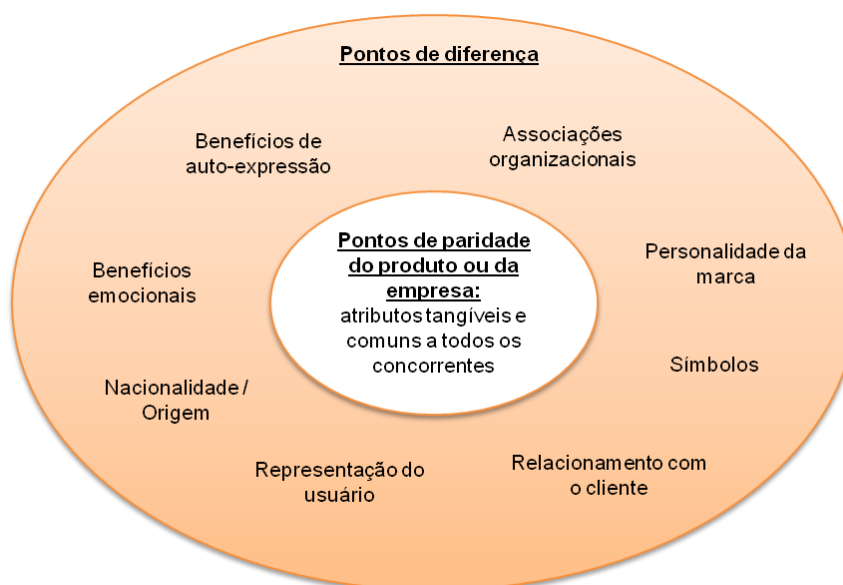 Pontos de diferença
Benefícios de
auto-expressão
Associações
organizacionais
Pontos de paridade
do produto ou da
empresa:
atributos tangíveis e
comuns a todos os
concorrentes
Benefícios
emocionais
Personalidade da
marca
Nacionalidade /
Origem
Símbolos
Representação do
usuário
Relacionamento com
o cliente